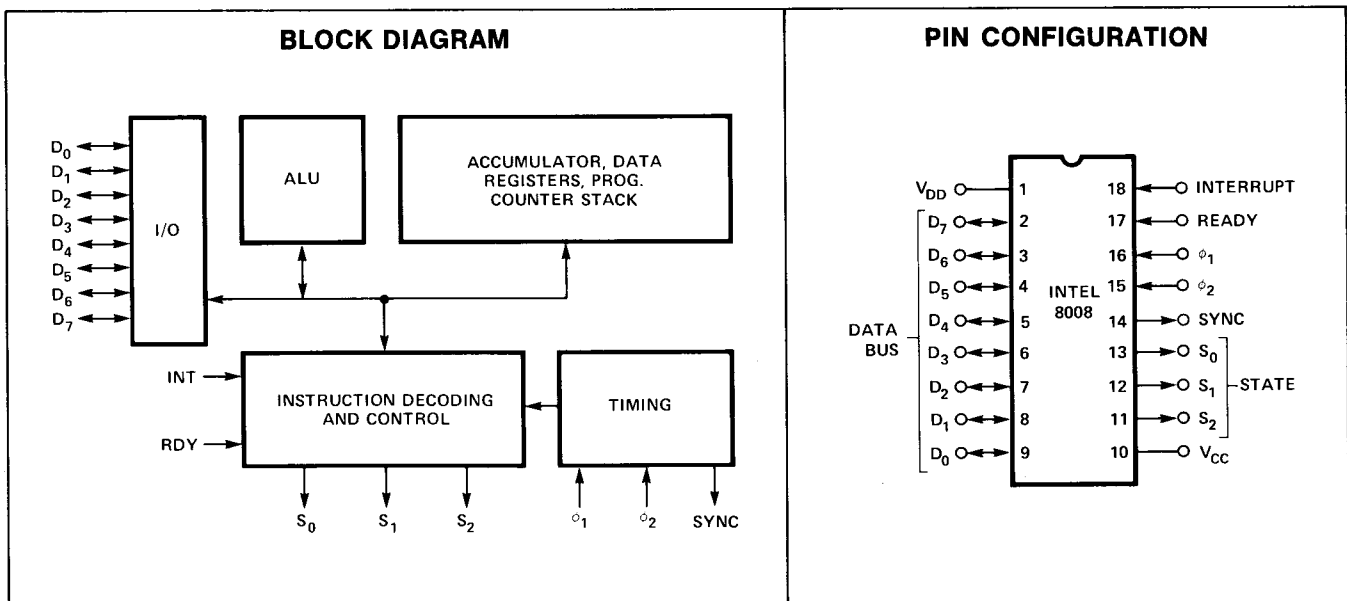 BLOCK DIAGRAM
D₀
D₁
D₂
D₃
D₄
D₅
D₆
D₇
I/O
ALU
ACCUMULATOR, DATA
REGISTERS, PROG.
COUNTER STACK
INT
RDY
INSTRUCTION DECODING
AND CONTROL
TIMING
S₀ S₁ S₂
φ₁ φ₂ SYNC
PIN CONFIGURATION
V_DD 1 18 INTERRUPT
D₇ 2 17 READY
D₆ 3 16 φ₁
D₅ 4 15 φ₂
D₄ 5 14 SYNC
D₃ 6 13 S₀
D₂ 7 12 S₁
D₁ 8 11 S₂
D₀ 9 10 V_CC
INTEL
8008
DATA
BUS
STATE